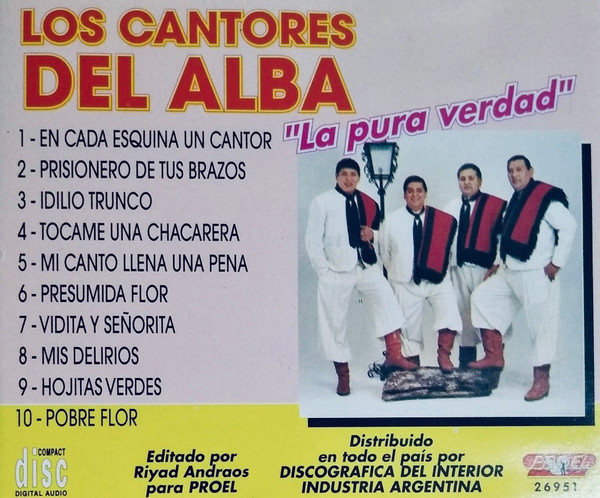 LOS CANTORES
DEL ALBA
"La pura verdad"
1 - EN CADA ESQUINA UN CANTOR
2 - PRISIONERO DE TUS BRAZOS
3 - IDILIO TRUNCO
4 - TOCAME UNA CHACARERA
5 - MI CANTO LLENA UNA PENA
6 - PRESUMIDA FLOR
7 - VIDITA Y SEÑORITA
8 - MIS DELIRIOS
9 - HOJITAS VERDES
10 - POBRE FLOR
COMPACT
disc
DIGITAL AUDIO
Editado por
Riyad Andraos
para PROEL
Distribuido
en todo el país por
DISCOGRAFICA DEL INTERIOR
INDUSTRIA ARGENTINA
PROEL
26951